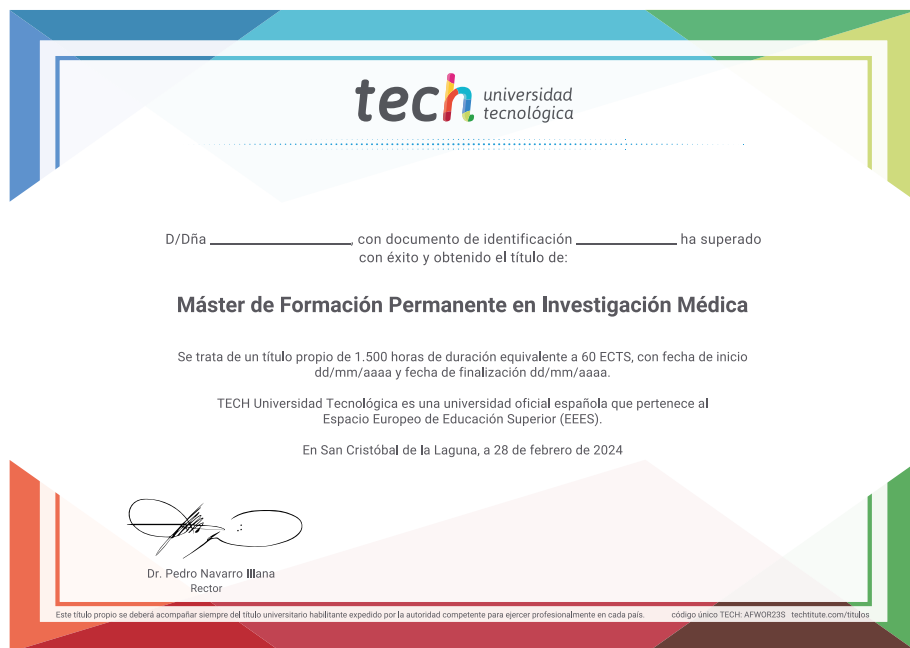 tech universidad
tecnológica
D/Dña ______________, con documento de identificación __________ ha superado
con éxito y obtenido el título de:
Máster de Formación Permanente en Investigación Médica
Se trata de un título propio de 1.500 horas de duración equivalente a 60 ECTS, con fecha de inicio
dd/mm/aaaa y fecha de finalización dd/mm/aaaa.
TECH Universidad Tecnológica es una universidad oficial española que pertenece al
Espacio Europeo de Educación Superior (EEES).
En San Cristóbal de la Laguna, a 28 de febrero de 2024
Dr. Pedro Navarro Illana
Rector
Este título propio se deberá acompañar siempre del título universitario habilitante expedido por la autoridad competente para ejercer profesionalmente en cada país. código único TECH: AFWOR23S techtitute.com/titulos